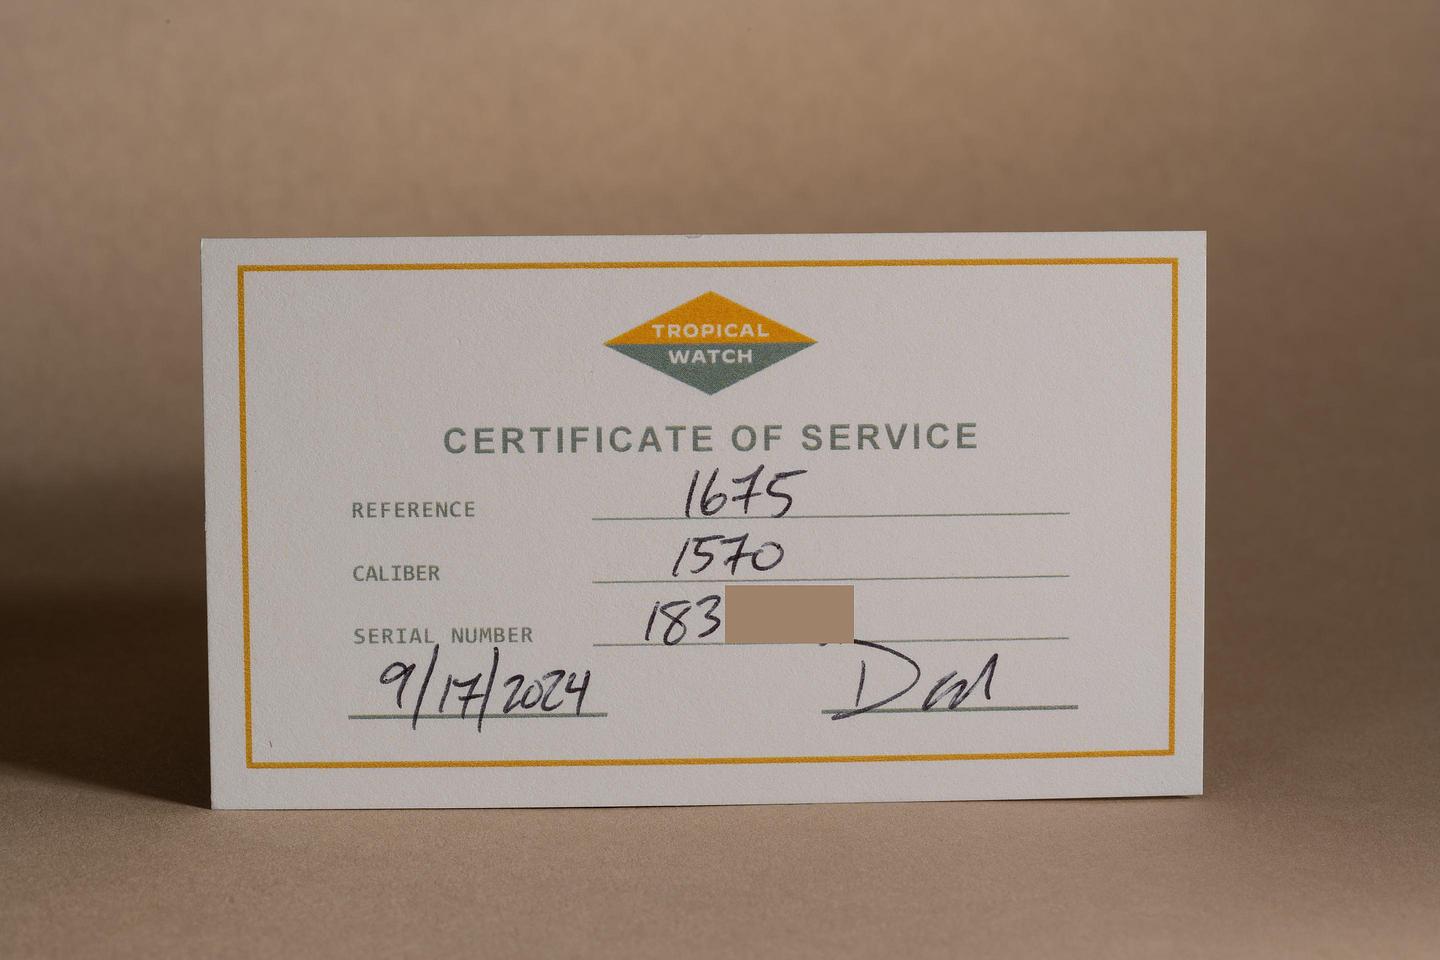 TROPICAL
WATCH
CERTIFICATE OF SERVICE
REFERENCE 1675
CALIBER 1570
SERIAL NUMBER 183
9/17/2024